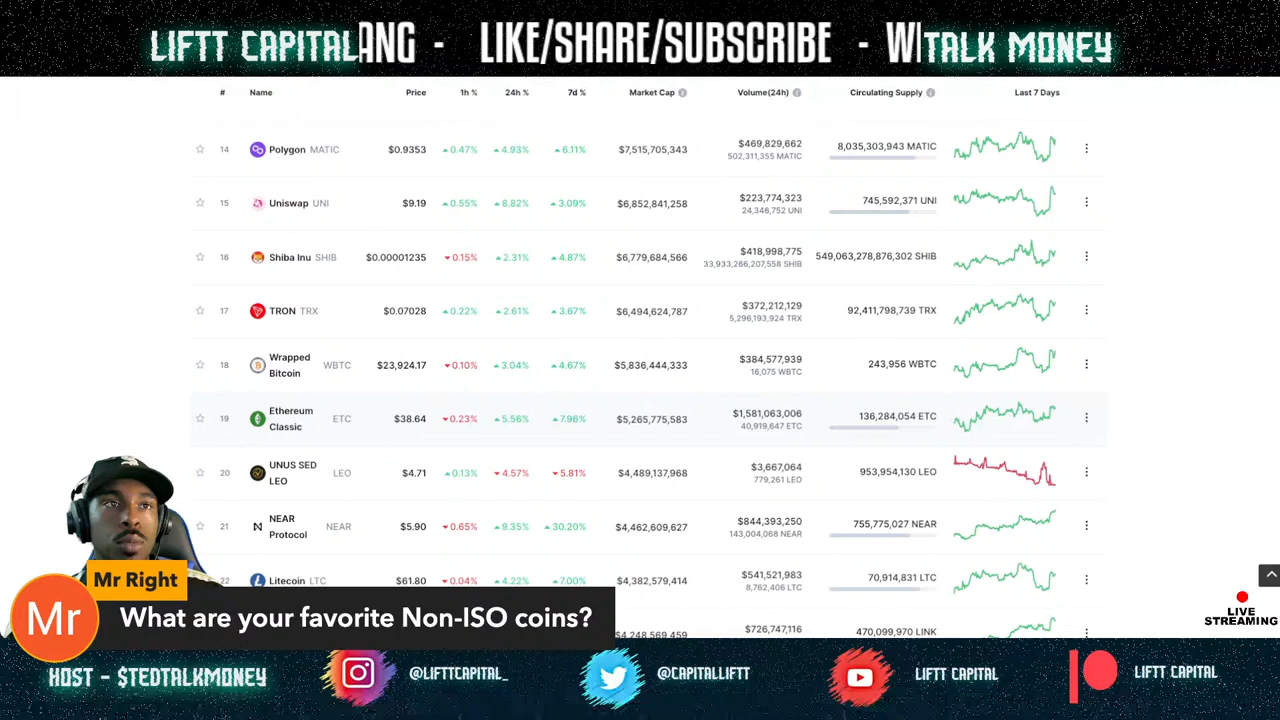 LIFTT CAPITAL
ANG - LIKE/SHARE/SUBSCRIBE - WI
TALK MONEY
# Name Price 1h % 24h % 7d % Market Cap Volume(24h) Circulating Supply Last 7 Days
14 Polygon MATIC $0.9353 0.47% 4.93% 6.11% $7,515,705,343 $469,829,662 8,035,303,943 MATIC
502,311,355 MATIC
15 Uniswap UNI $9.19 0.55% 8.82% 3.09% $6,852,841,258 $223,774,323 745,592,371 UNI
24,346,752 UNI
16 Shiba Inu SHIB $0.00001235 0.15% 2.31% 4.87% $6,779,684,566 $418,998,775 549,063,278,876,302 SHIB
33,933,266,207,558 SHIB
17 TRON TRX $0.07028 0.22% 2.61% 3.67% $6,494,624,787 $372,212,129 92,411,798,739 TRX
5,296,193,924 TRX
18 Wrapped Bitcoin WBTC $23,924.17 0.10% 3.04% 4.67% $5,836,444,333 $384,577,939 243,956 WBTC
16,075 WBTC
19 Ethereum Classic ETC $38.64 0.23% 5.56% 7.96% $5,265,775,583 $1,581,063,006 136,284,054 ETC
40,919,647 ETC
20 UNUS SED LEO LEO $4.71 0.13% 4.57% 5.81% $4,489,137,968 $3,667,064 953,954,130 LEO
779,261 LEO
21 NEAR Protocol NEAR $5.90 0.65% 9.35% 30.20% $4,462,609,627 $844,393,250 755,775,027 NEAR
143,004,068 NEAR
22 Litecoin LTC $61.80 0.04% 4.22% 7.00% $4,382,579,414 $541,521,983 70,914,831 LTC
8,762,406 LTC
$4,248,569,459 $726,747,116 470,099,970 LINK
Mr Right
Mr
What are your favorite Non-ISO coins?
LIVE
STREAMING
HOST - $TEDTALKMONEY
@LIFTTCAPITAL_
@CAPITALLIFTT
LIFTT CAPITAL
LIFTT CAPITAL